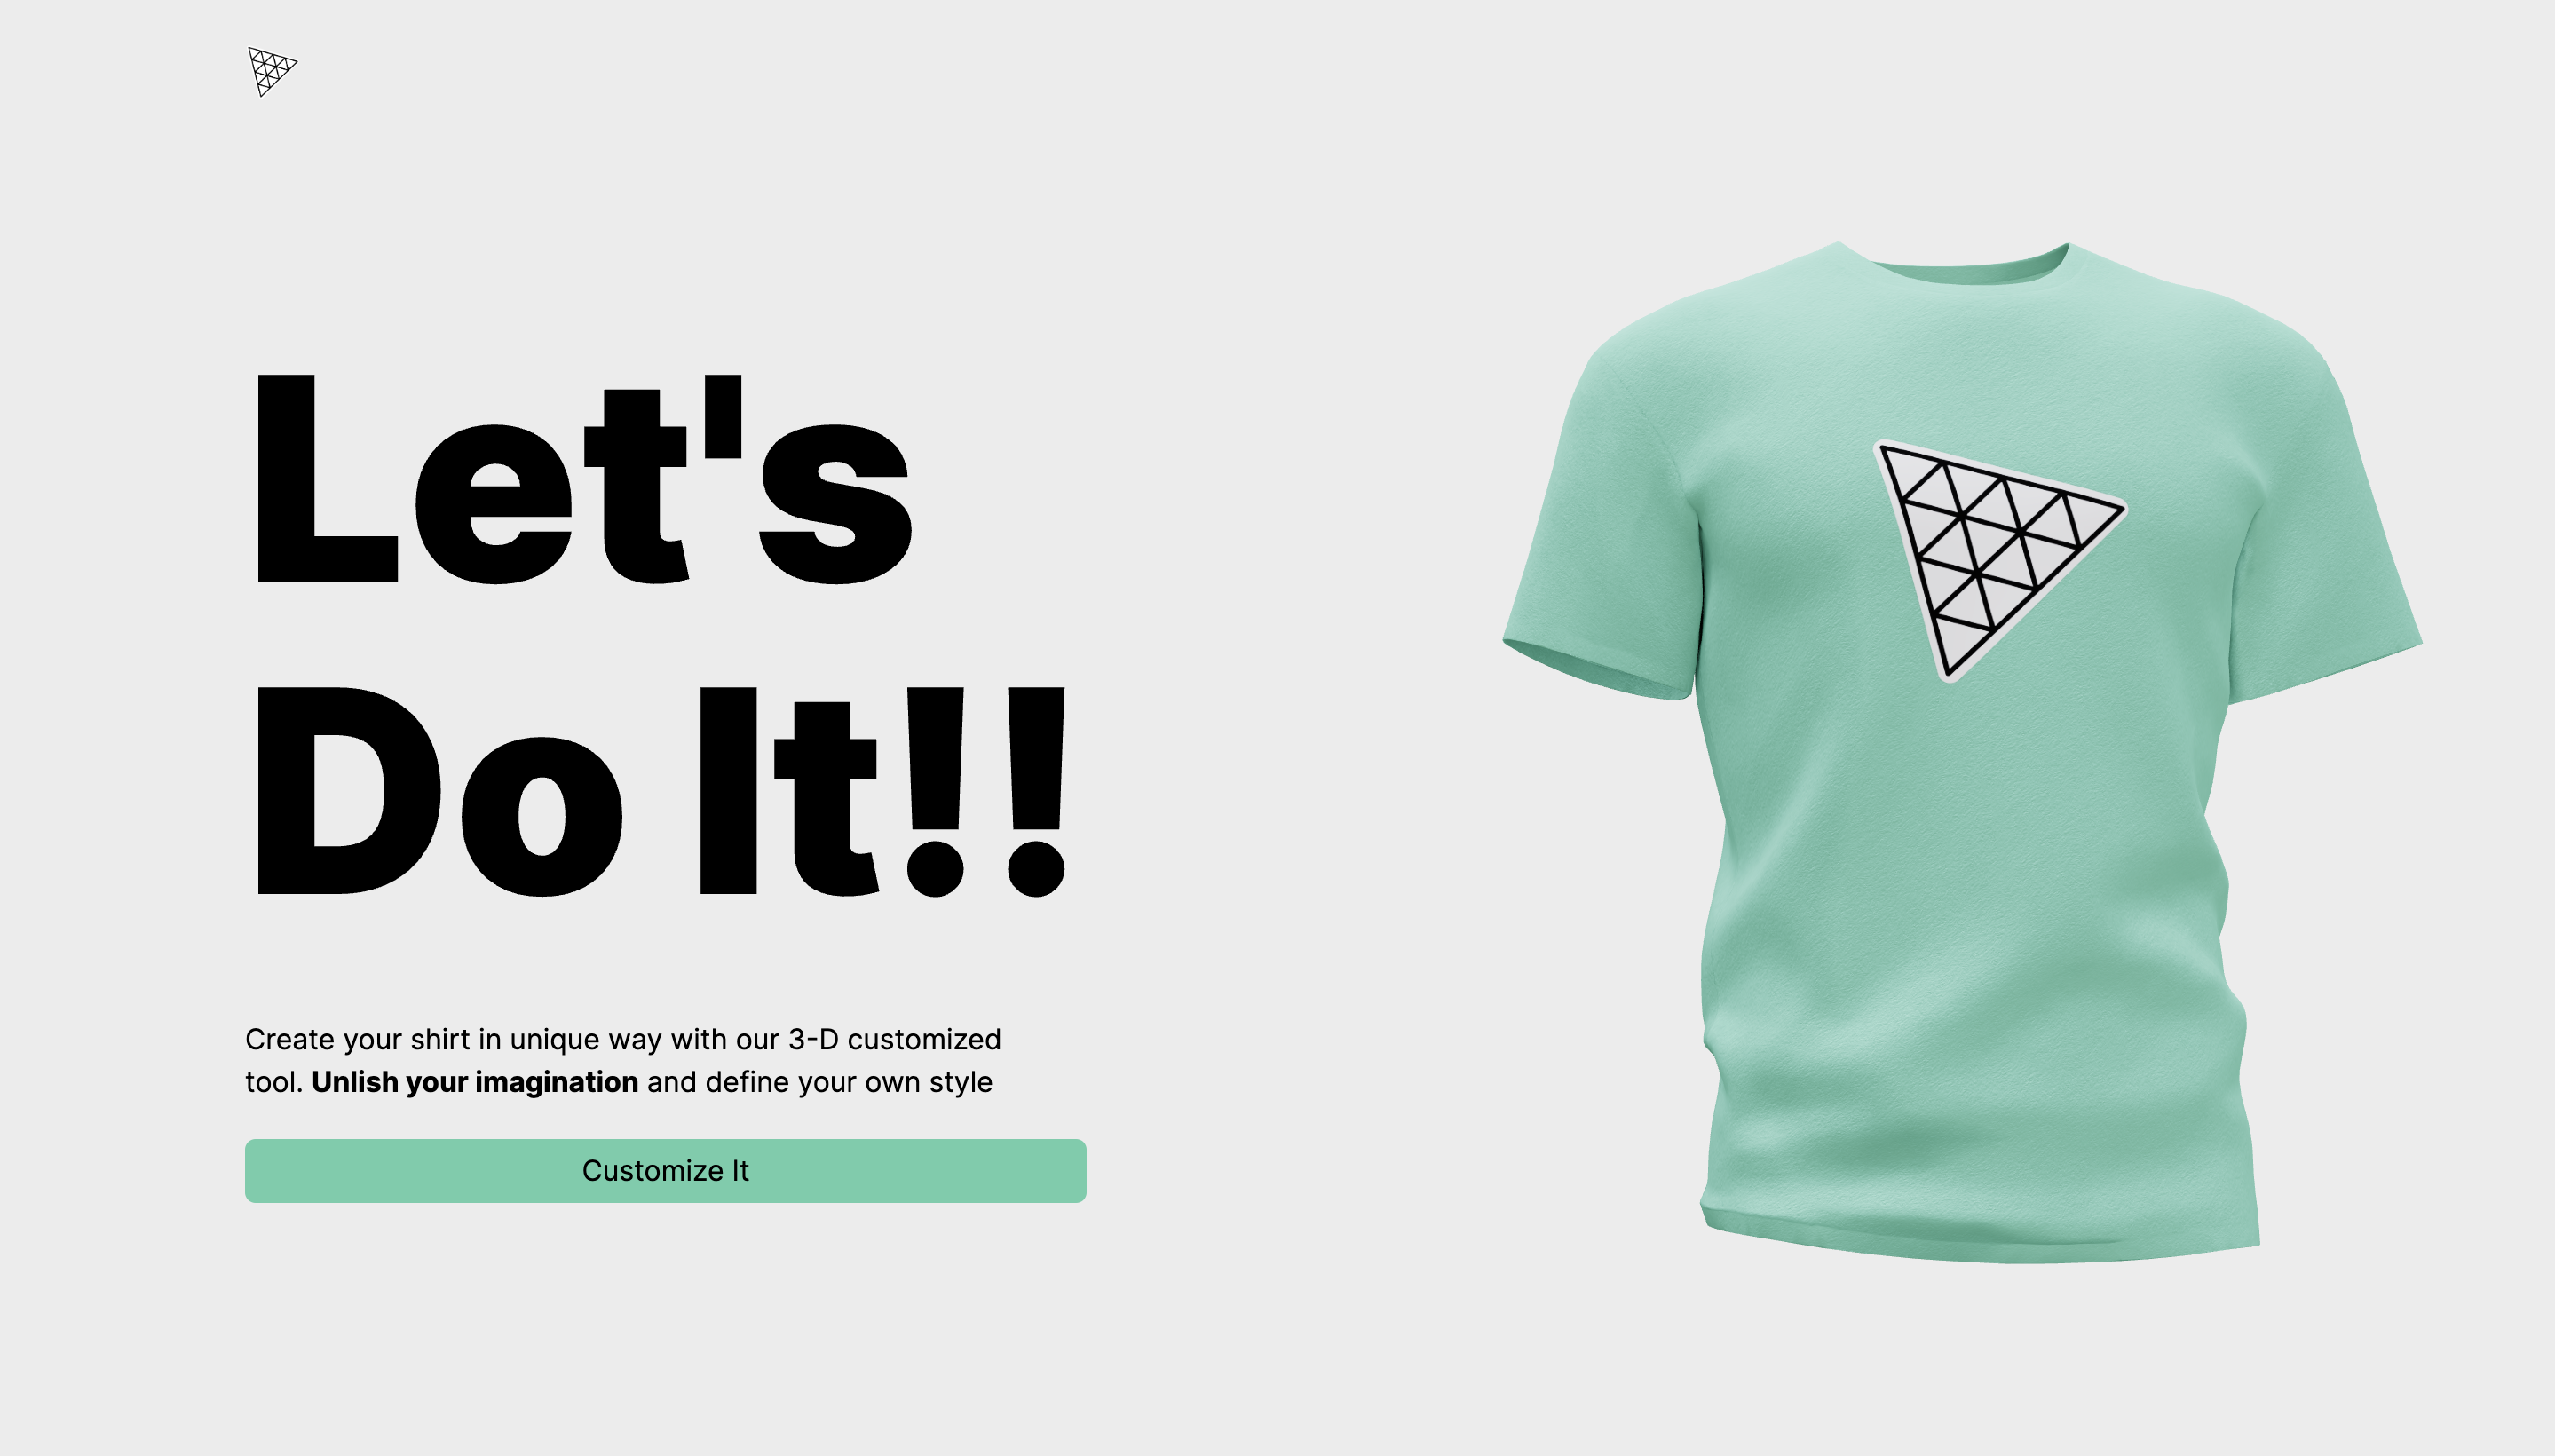 Let's
Do It!!
Create your shirt in unique way with our 3-D customized
tool. Unlish your imagination and define your own style
Customize It